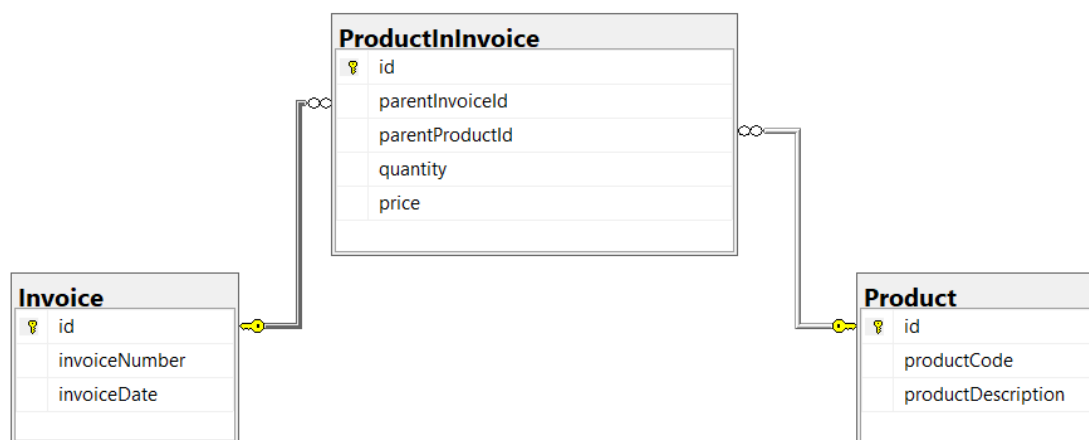 ProductInInvoice
id
parentInvoiceId
parentProductId
quantity
price
Invoice
id
invoiceNumber
invoiceDate
Product
id
productCode
productDescription